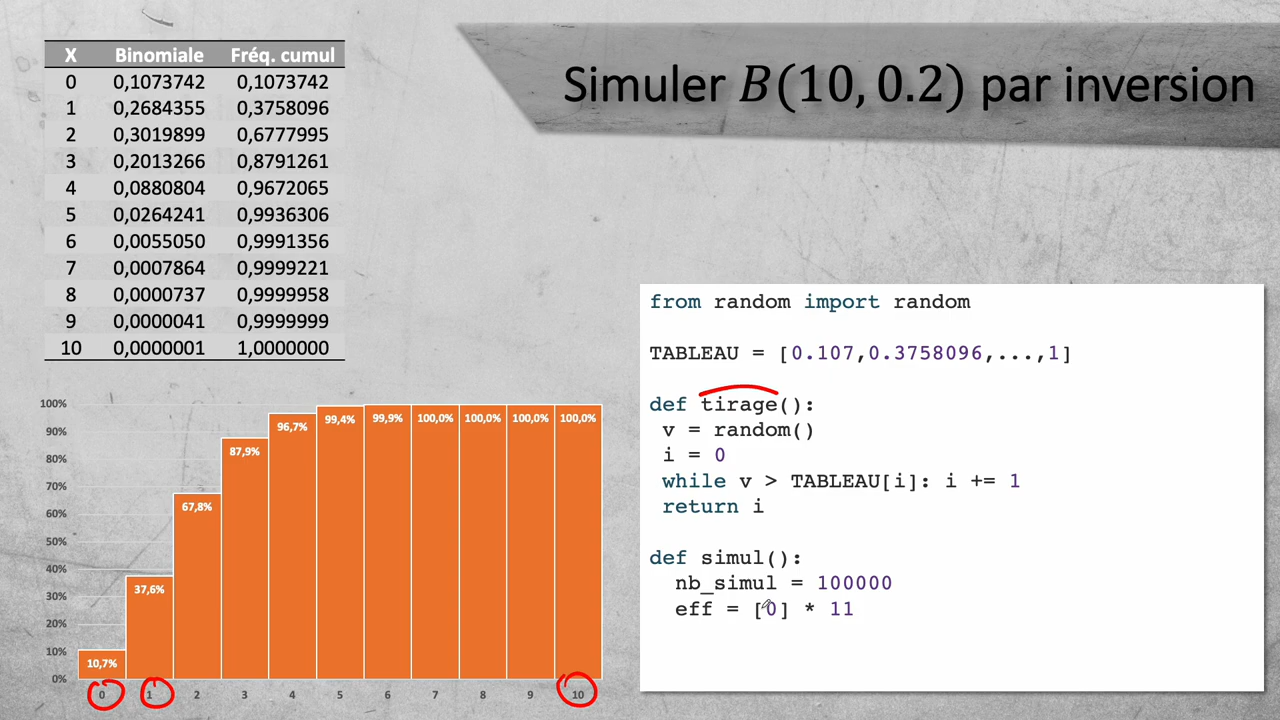 Simuler B(10, 0.2) par inversion
X Binomiale Fréq. cumul
0 0,1073742 0,1073742
1 0,2684355 0,3758096
2 0,3019899 0,6777995
3 0,2013266 0,8791261
4 0,0880804 0,9672065
5 0,0264241 0,9936306
6 0,0055050 0,9991356
7 0,0007864 0,9999221
8 0,0000737 0,9999958
9 0,0000041 0,9999999
10 0,0000001 1,0000000
100%
90%
80%
70%
60%
50%
40%
30%
20%
10%
0%
10,7% 37,6% 67,8% 87,9% 96,7% 99,4% 99,9% 100,0% 100,0% 100,0% 100,0%
0 1 2 3 4 5 6 7 8 9 10
from random import random
TABLEAU = [0.107,0.3758096,...,1]
def tirage():
v = random()
i = 0
while v > TABLEAU[i]: i += 1
return i
def simul():
nb_simul = 100000
eff = [0] * 11